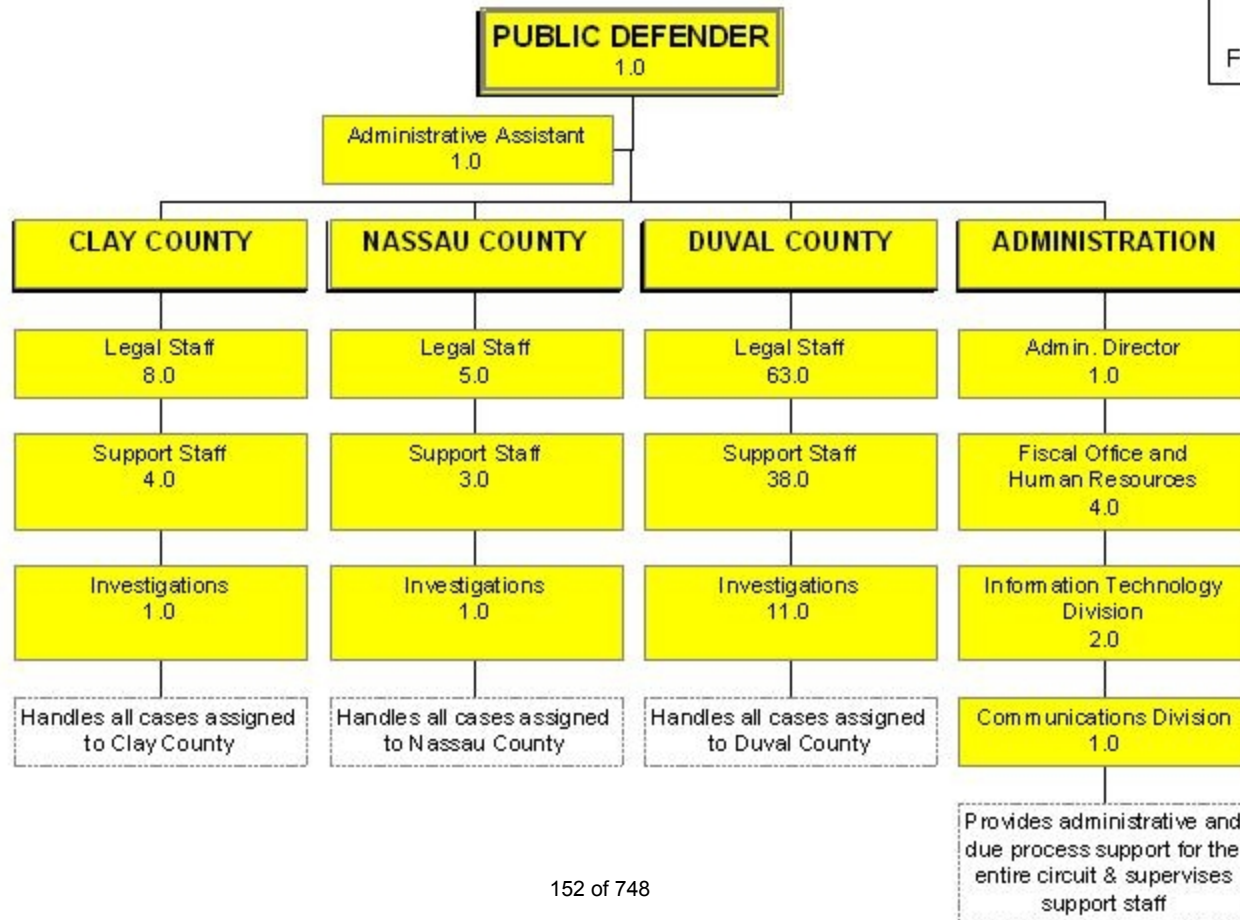 PUBLIC DEFENDER
1.0
F
Administrative Assistant
1.0
CLAY COUNTY
Legal Staff
8.0
Support Staff
4.0
Investigations
1.0
Handles all cases assigned
to Clay County
NASSAU COUNTY
Legal Staff
5.0
Support Staff
3.0
Investigations
1.0
Handles all cases assigned
to Nassau County
DUVAL COUNTY
Legal Staff
63.0
Support Staff
38.0
Investigations
11.0
Handles all cases assigned
to Duval County
ADMINISTRATION
Admin. Director
1.0
Fiscal Office and
Human Resources
4.0
Information Technology
Division
2.0
Communications Division
1.0
Provides administrative and
due process support for the
entire circuit & supervises
support staff
152 of 748